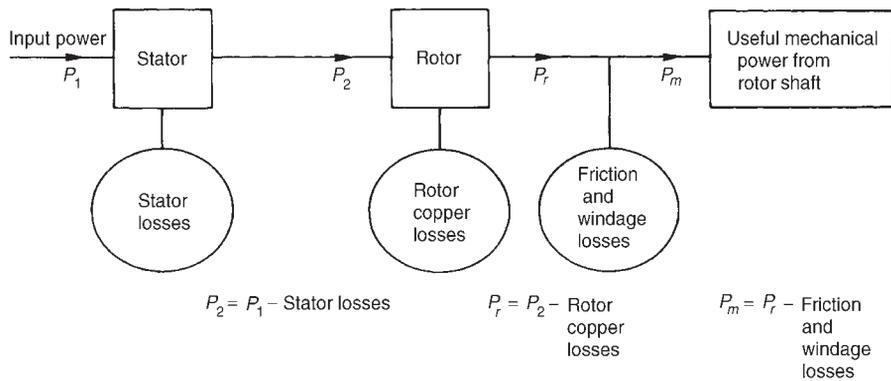 Input power
P1
Stator
P2
Rotor
Pr
Pm
Useful mechanical
power from
rotor shaft
Stator
losses
Rotor
copper
losses
Friction
and
windage
losses
P2 = P1 – Stator losses
Pr = P2 – Rotor
copper
losses
Pm = Pr – Friction
and
windage
losses